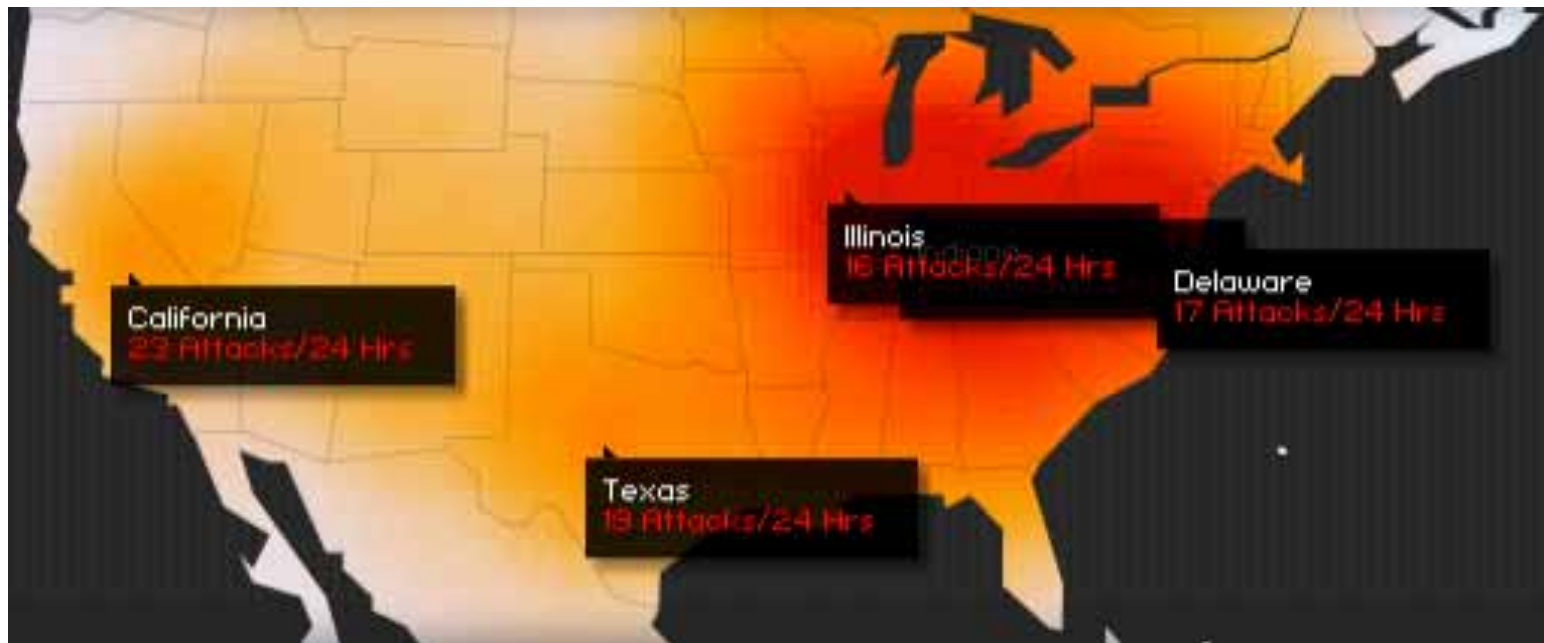 Illinois
16 Attacks/24 Hrs
Delaware
17 Attacks/24 Hrs
California
23 Attacks/24 Hrs
Texas
19 Attacks/24 Hrs